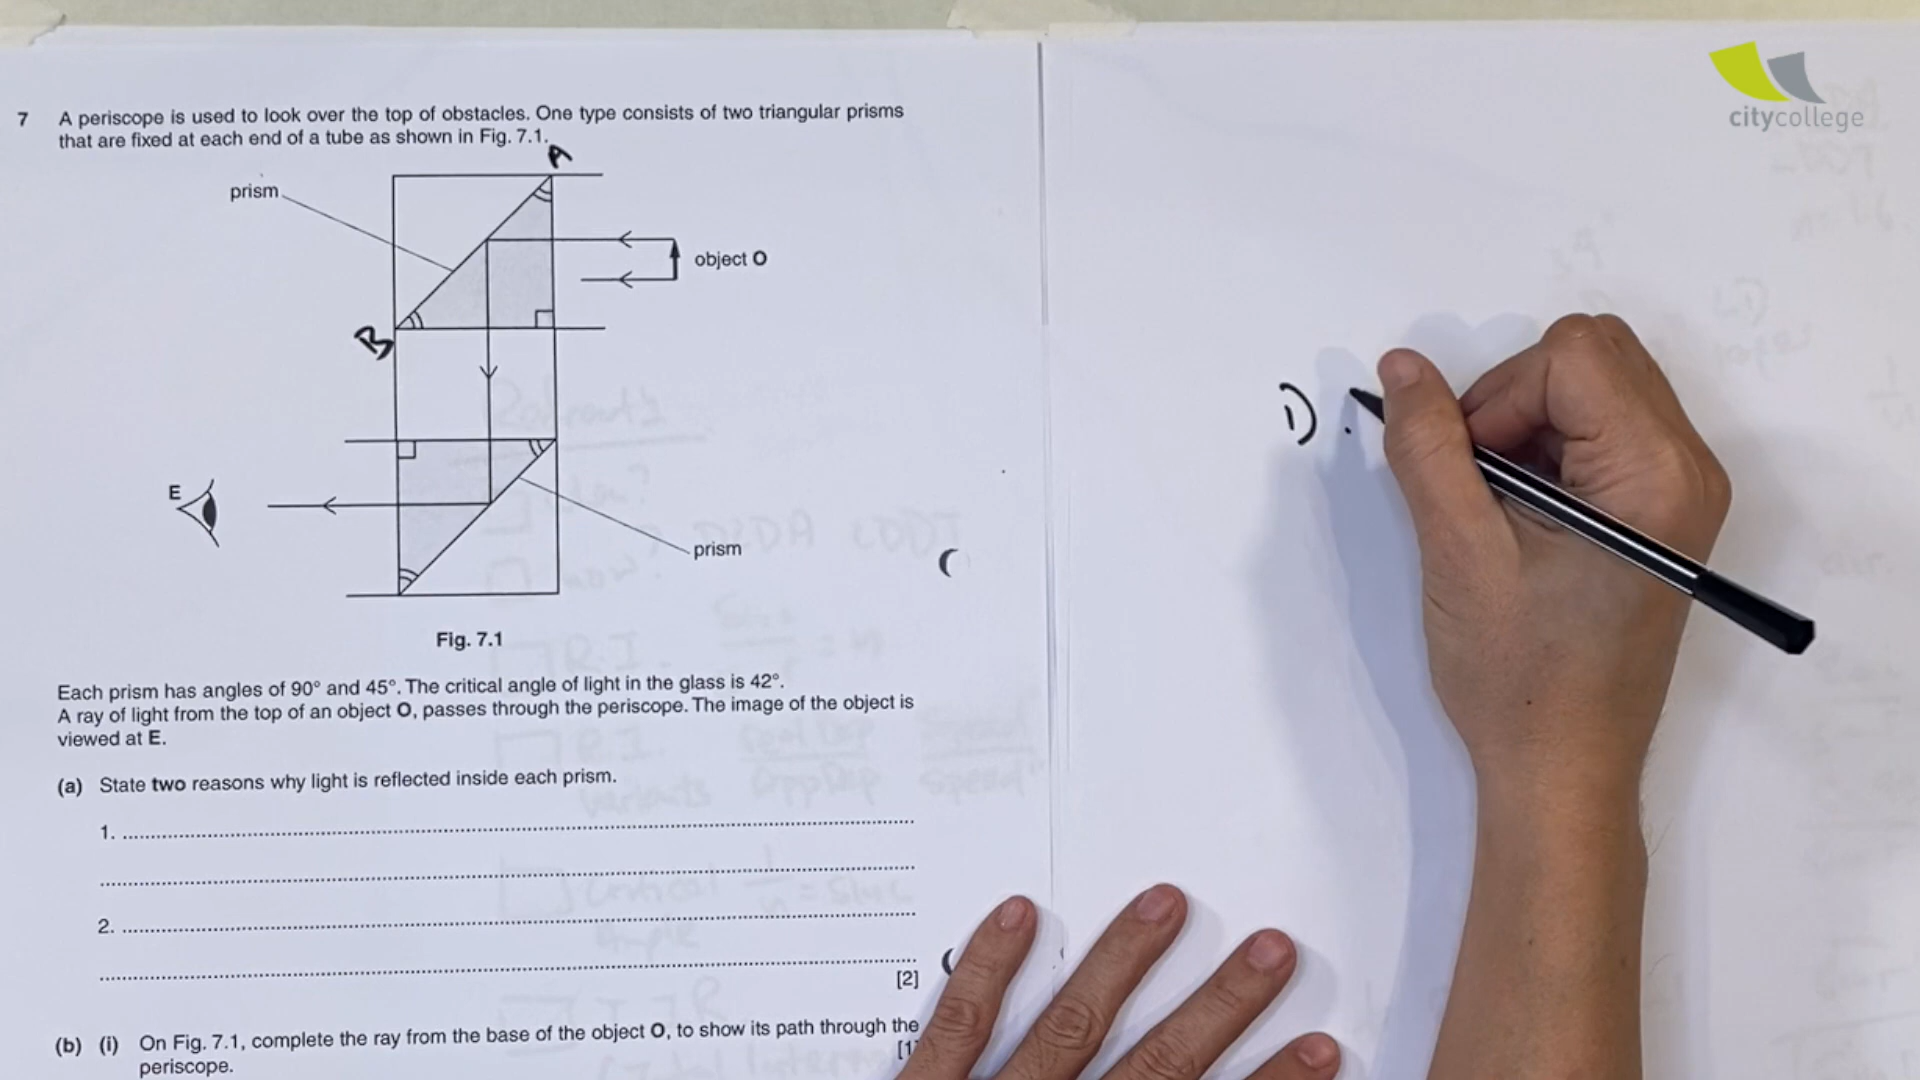 citycollege
7 A periscope is used to look over the top of obstacles. One type consists of two triangular prisms
that are fixed at each end of a tube as shown in Fig. 7.1.
A
prism
object O
B
1)
E
prism
Fig. 7.1
Each prism has angles of 90° and 45°. The critical angle of light in the glass is 42°.
A ray of light from the top of an object O, passes through the periscope. The image of the object is
viewed at E.
(a) State two reasons why light is reflected inside each prism.
1.
2.
[2]
(b) (i) On Fig. 7.1, complete the ray from the base of the object O, to show its path through the
periscope.
[1